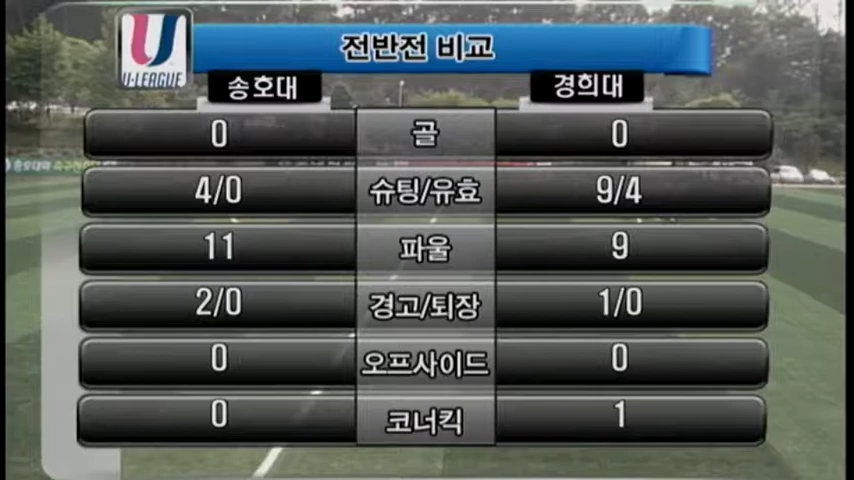 U-LEAGUE
전반전 비교
송호대 경희대
0 골 0
4/0 슈팅/유효 9/4
11 파울 9
2/0 경고/퇴장 1/0
0 오프사이드 0
0 코너킥 1